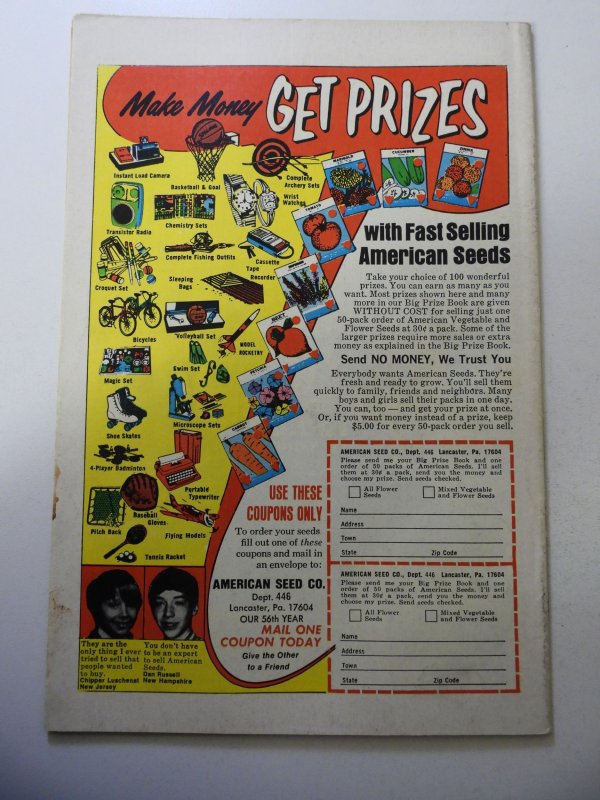 Make Money GET PRIZES
Instant Load Camera
Basketball & Goal
Complete
Archery Sets
Transistor Radio
Chemistry Sets
Wrist
Watches
Complete Fishing Outfits
Cassette
Tape
Recorder
Croquet Set
Sleeping
Bags
Bicycles
Volleyball Set
MODEL
ROCKETRY
Magic Set
Swim Set
Shoe Skates
Microscope Sets
4-Player Badminton
Portable
Typewriter
Baseball
Gloves
Pitch Back
Flying Models
Tennis Racket
CUCUMBER
TOMATO
BEET
PETUNIA
CARROT
with Fast Selling
American Seeds
Take your choice of 100 wonderful
prizes. You can earn as many as you
want. Most prizes shown here and many
more in our Big Prize Book are given
WITHOUT COST for selling just one
50-pack order of American Vegetable and
Flower Seeds at 30¢ a pack. Some of the
larger prizes require more sales or extra
money as explained in the Big Prize Book.
Send NO MONEY, We Trust You
Everybody wants American Seeds. They're
fresh and ready to grow. You'll sell them
quickly to family, friends and neighbors. Many
boys and girls sell their packs in one day.
You can, too — and get your prize at once.
Or, if you want money instead of a prize, keep
$5.00 for every 50-pack order you sell.
USE THESE
COUPONS ONLY
To order your seeds
fill out one of these
coupons and mail in
an envelope to:
AMERICAN SEED CO.
Dept. 446
Lancaster, Pa. 17604
OUR 56th YEAR
MAIL ONE
COUPON TODAY
Give the Other
to a Friend
They are the
only thing I ever
tried to sell that
people wanted
to buy.
Chipper Luschenat
New Jersey
You don't have
to be an expert
to sell American
Seeds.
Dan Russell
New Hampshire
AMERICAN SEED CO., Dept. 446 Lancaster, Pa. 17604
Please send me your Big Prize Book and one
order of 50 packs of American Seeds. I'll sell
them at 30¢ a pack, send you the money and
choose my prize. Send seeds checked.
All Flower
Seeds
Mixed Vegetable
and Flower Seeds
Name
Address
Town
State Zip Code
AMERICAN SEED CO., Dept. 446 Lancaster, Pa. 17604
Please send me your Big Prize Book and one
order of 50 packs of American Seeds. I'll sell
them at 30¢ a pack, send you the money and
choose my prize. Send seeds checked.
All Flower
Seeds
Mixed Vegetable
and Flower Seeds
Name
Address
Town
State Zip Code